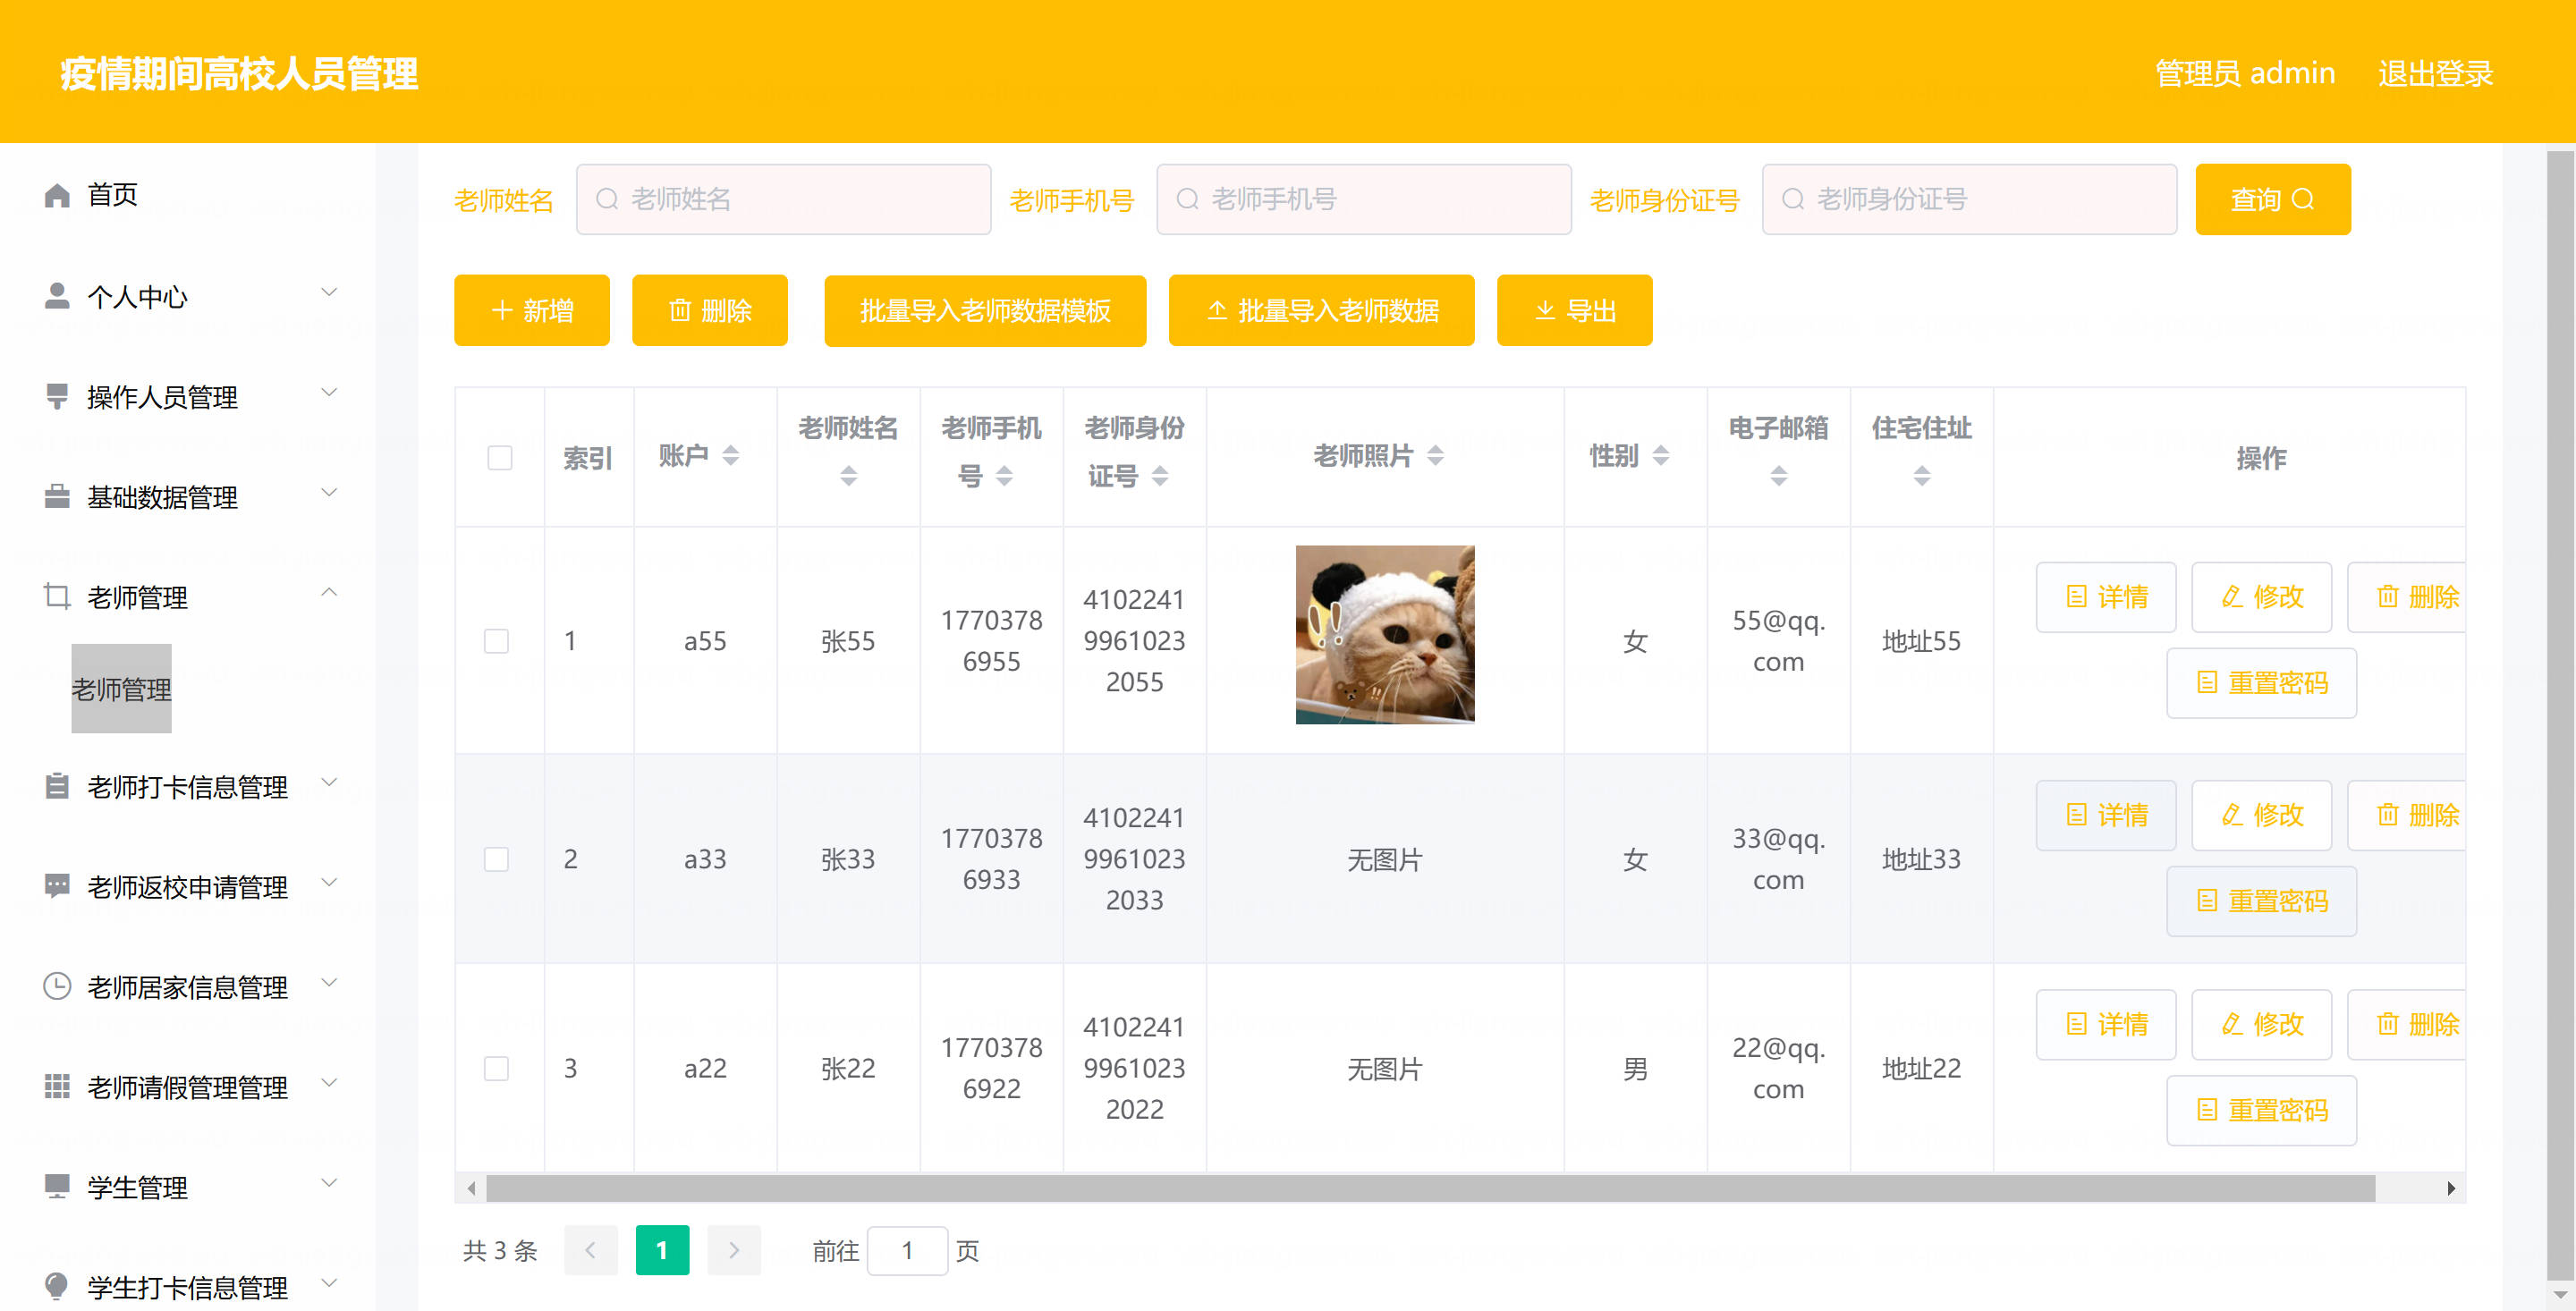 疫情期间高校人员管理
管理员 admin 退出登录
首页
个人中心
操作人员管理
基础数据管理
老师管理
老师管理
老师打卡信息管理
老师返校申请管理
老师居家信息管理
老师请假管理管理
学生管理
学生打卡信息管理
老师姓名 老师姓名 老师手机号 老师手机号 老师身份证号 老师身份证号 查询
新增 删除 批量导入老师数据模板 批量导入老师数据 导出
索引 账户 老师姓名 老师手机号 老师身份证号 老师照片 性别 电子邮箱 住宅住址 操作
1 a55 张55 17703786955 410224199610232055 女 55@qq.com 地址55 详情 修改 删除
重置密码
2 a33 张33 17703786933 410224199610232033 无图片 女 33@qq.com 地址33 详情 修改 删除
重置密码
3 a22 张22 17703786922 410224199610232022 无图片 男 22@qq.com 地址22 详情 修改 删除
重置密码
共 3 条 1 前往 1 页